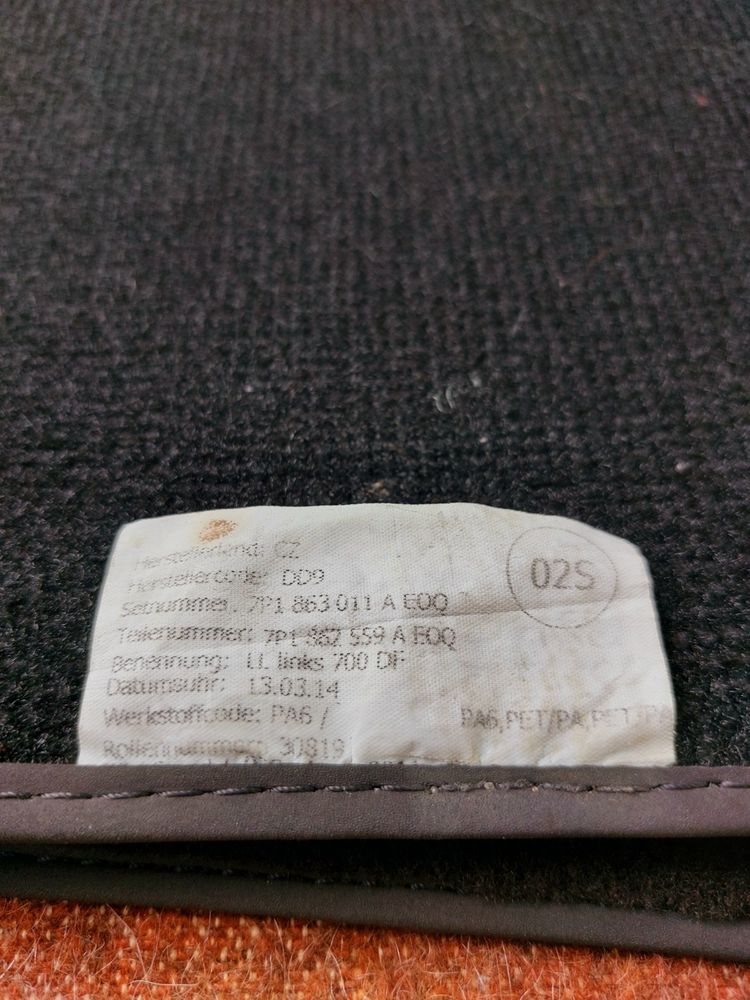 Herstellerland: CZ
Herstellercode: DD9
02S
Setnummer: 7P1 863 011 A EOQ
Teilenummer: 7P1 862 559 A EOQ
Benennung: LL links 700 DF
Datumsuhr: 13.03.14
Werkstoffcode: PA6 / PA6,PET/PA,PET
Rollennummer: 30819